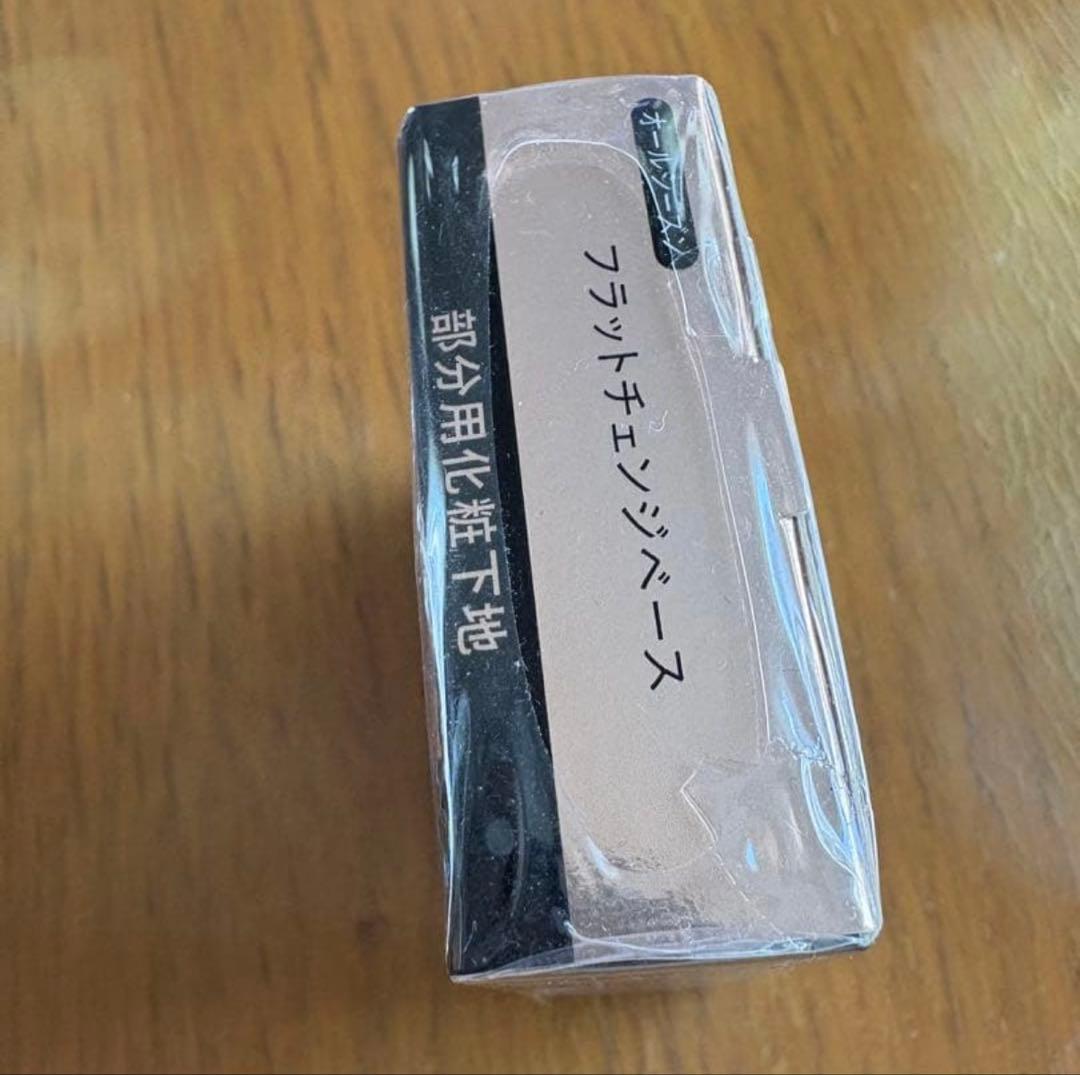 オールシーズン
フラットチェンジベース
部分用化粧下地